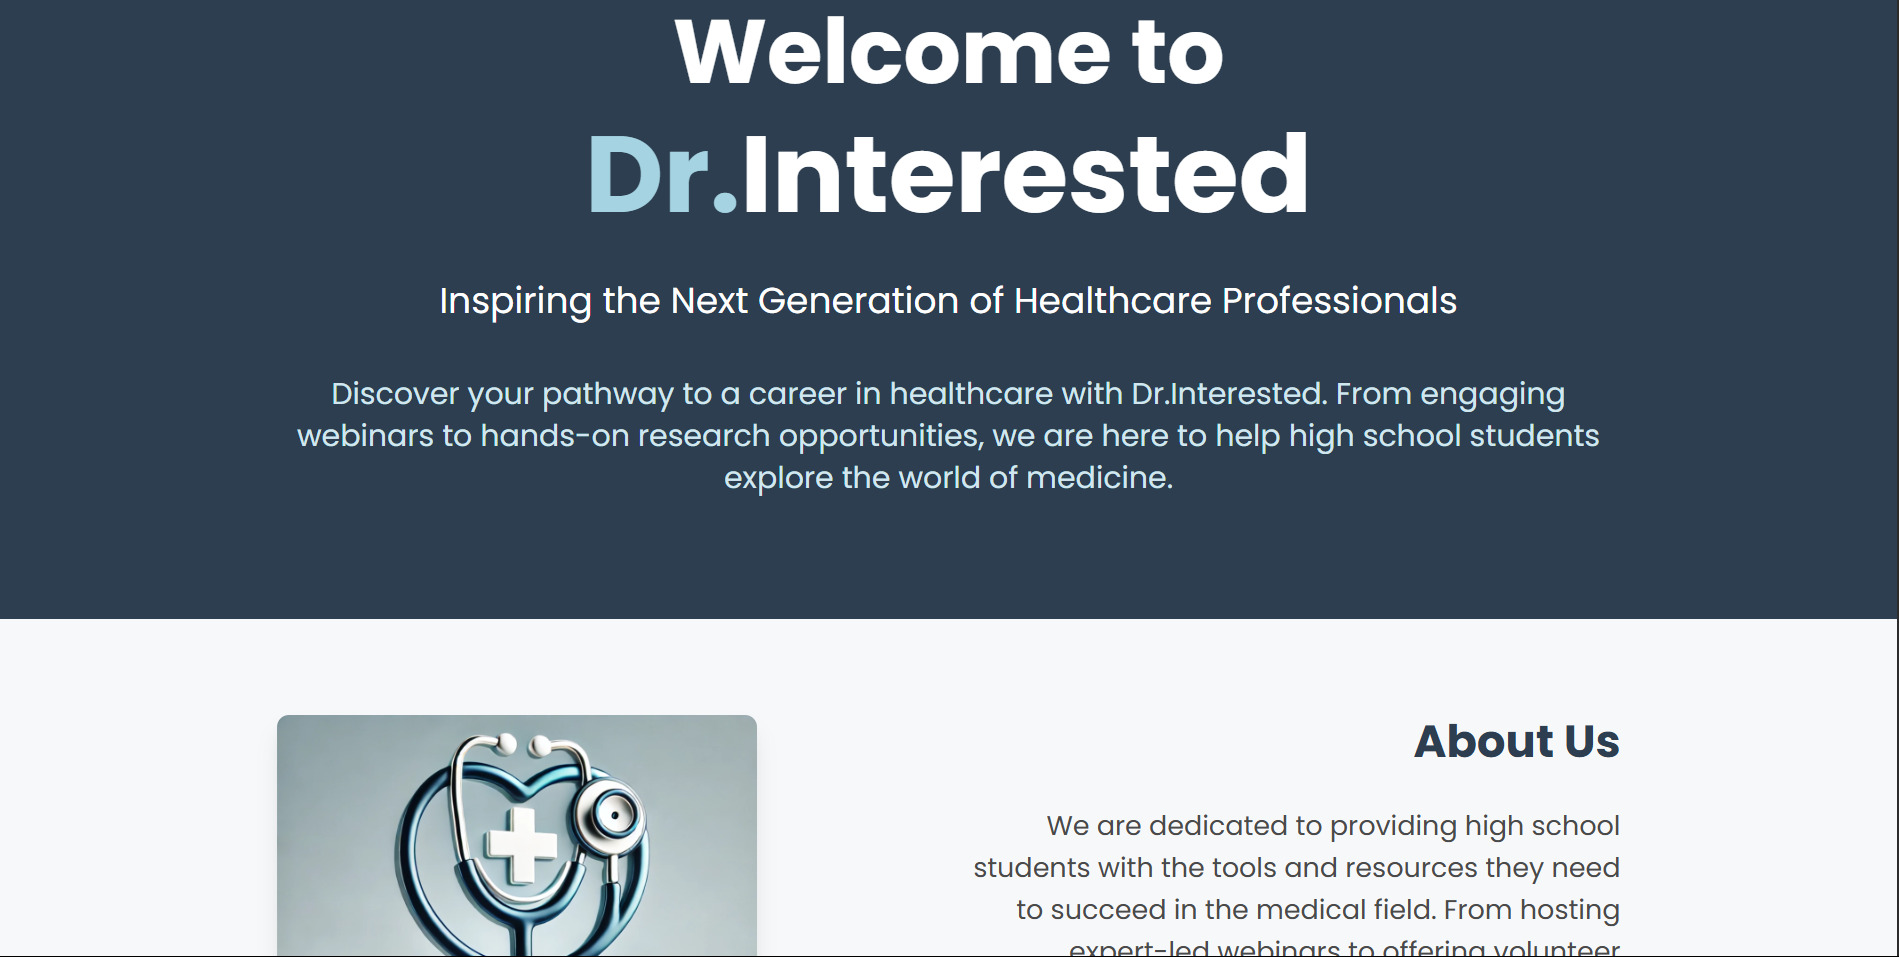 Welcome to
Dr.Interested
Inspiring the Next Generation of Healthcare Professionals
Discover your pathway to a career in healthcare with Dr.Interested. From engaging
webinars to hands-on research opportunities, we are here to help high school students
explore the world of medicine.
About Us
We are dedicated to providing high school
students with the tools and resources they need
to succeed in the medical field. From hosting
expert-led webinars to offering volunteer